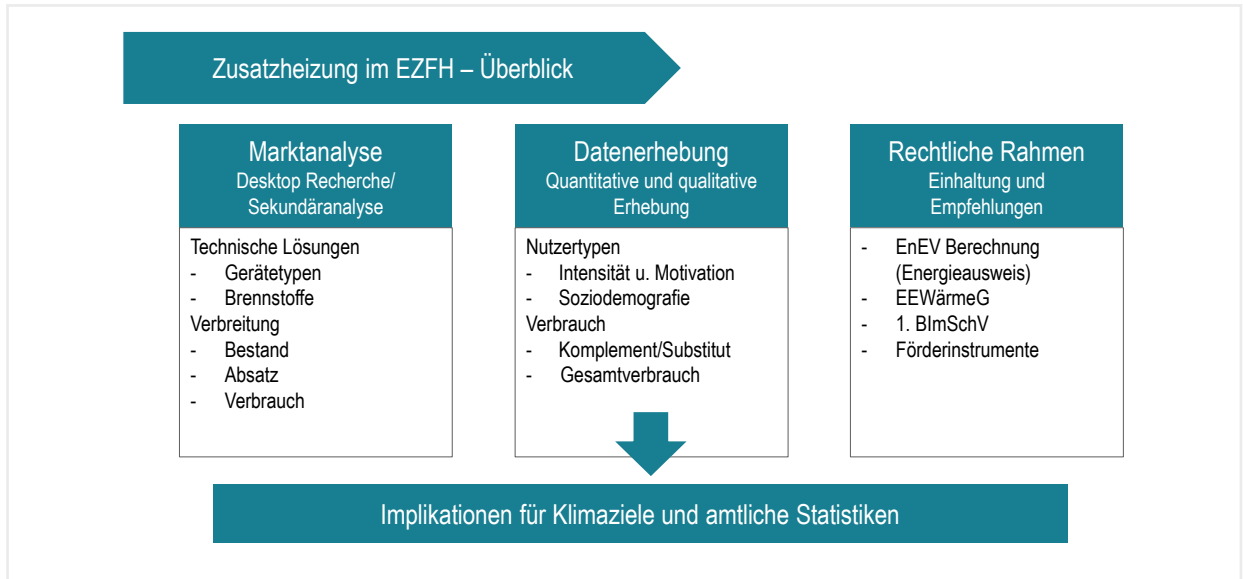 Zusatzheizung im EZFH – Überblick
Marktanalyse
Desktop Recherche/
Sekundäranalyse
Technische Lösungen
- Gerätetypen
- Brennstoffe
Verbreitung
- Bestand
- Absatz
- Verbrauch
Datenerhebung
Quantitative und qualitative
Erhebung
Nutzertypen
- Intensität u. Motivation
- Soziodemografie
Verbrauch
- Komplement/Substitut
- Gesamtverbrauch
Rechtliche Rahmen
Einhaltung und
Empfehlungen
- EnEV Berechnung
(Energieausweis)
- EEWärmeG
- 1. BImSchV
- Förderinstrumente
Implikationen für Klimaziele und amtliche Statistiken